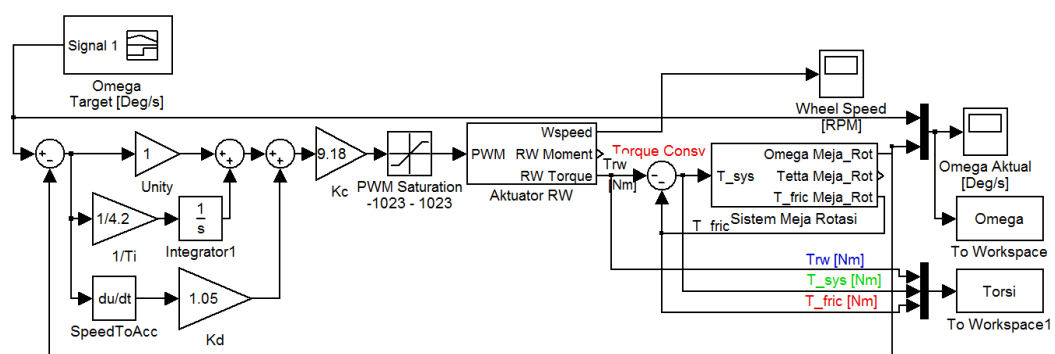 Signal 1
Omega
Target [Deg/s]
1
Unity
1/4.2
1/Ti
1
s
Integrator1
du/dt
SpeedToAcc
1.05
Kd
9.18
Kc
PWM Saturation
-1023 - 1023
PWM
Wspeed
RW Moment
RW Torque
Aktuator RW
Wheel Speed
[RPM]
Torque Consv
Trw
[Nm]
T_sys
Omega Meja_Rot
Tetta Meja_Rot
T_fric Meja_Rot
Sistem Meja Rotasi
T_fric
Omega Aktual
[Deg/s]
Omega
To Workspace
Trw [Nm]
T_sys [Nm]
T_fric [Nm]
Torsi
To Workspace1